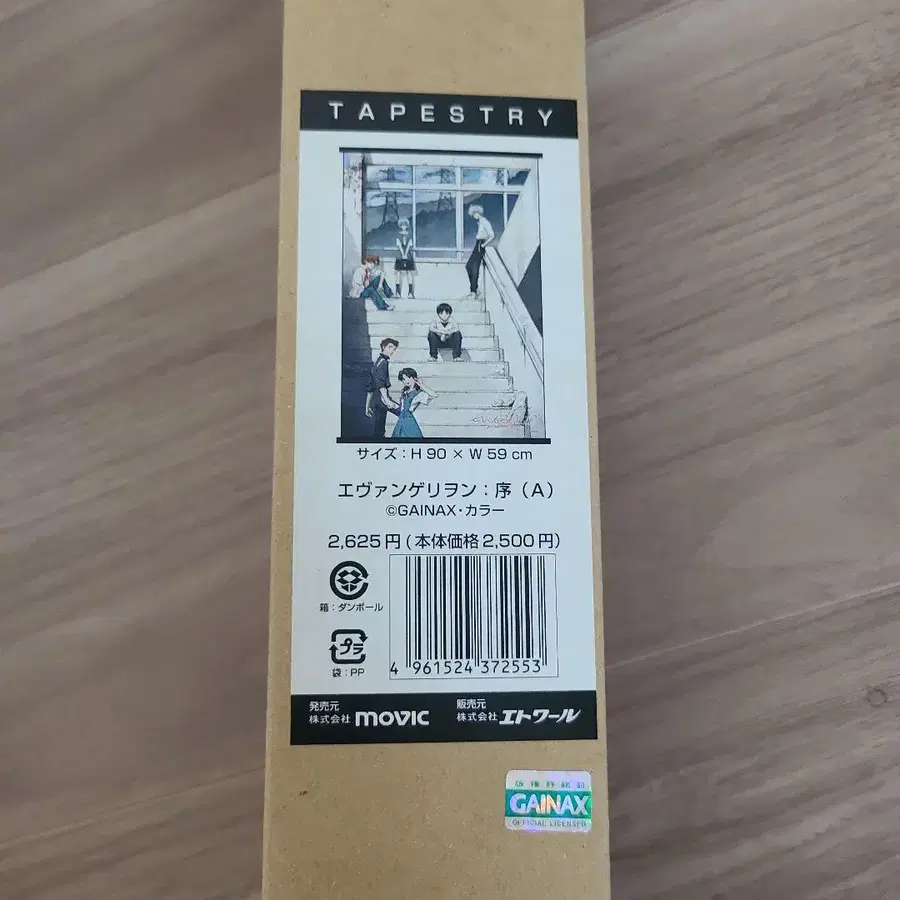 TAPESTRY
サイズ：H 90 × W 59 cm
エヴァンゲリヲン：序（A）
©GAINAX・カラー
2,625円(本体価格2,500円)
箱：ダンボール
プラ
袋：PP
4 961524 372553
発売元
株式会社 movic
販売元
株式会社 エトワール
GAINAX
OFFICIAL LICENSED